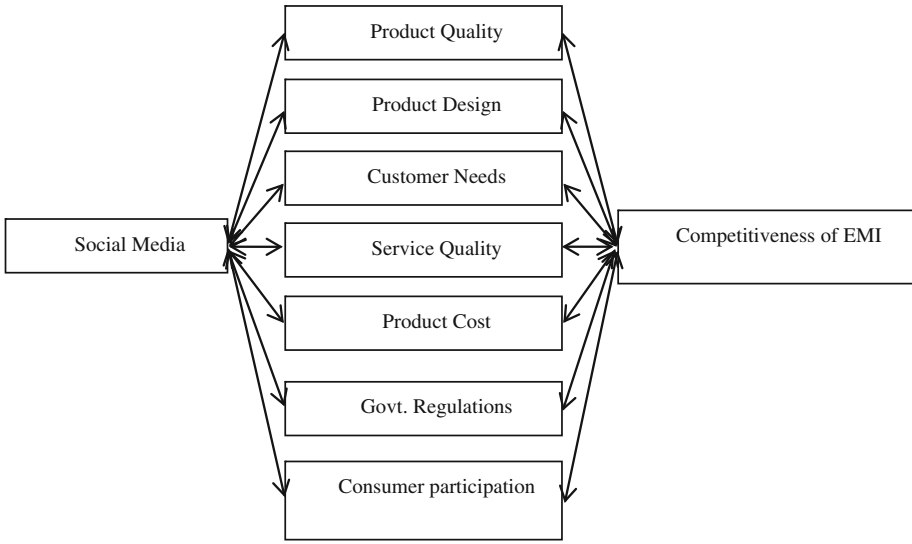 Product Quality
Product Design
Customer Needs
Social Media
Service Quality
Competitiveness of EMI
Product Cost
Govt. Regulations
Consumer participation